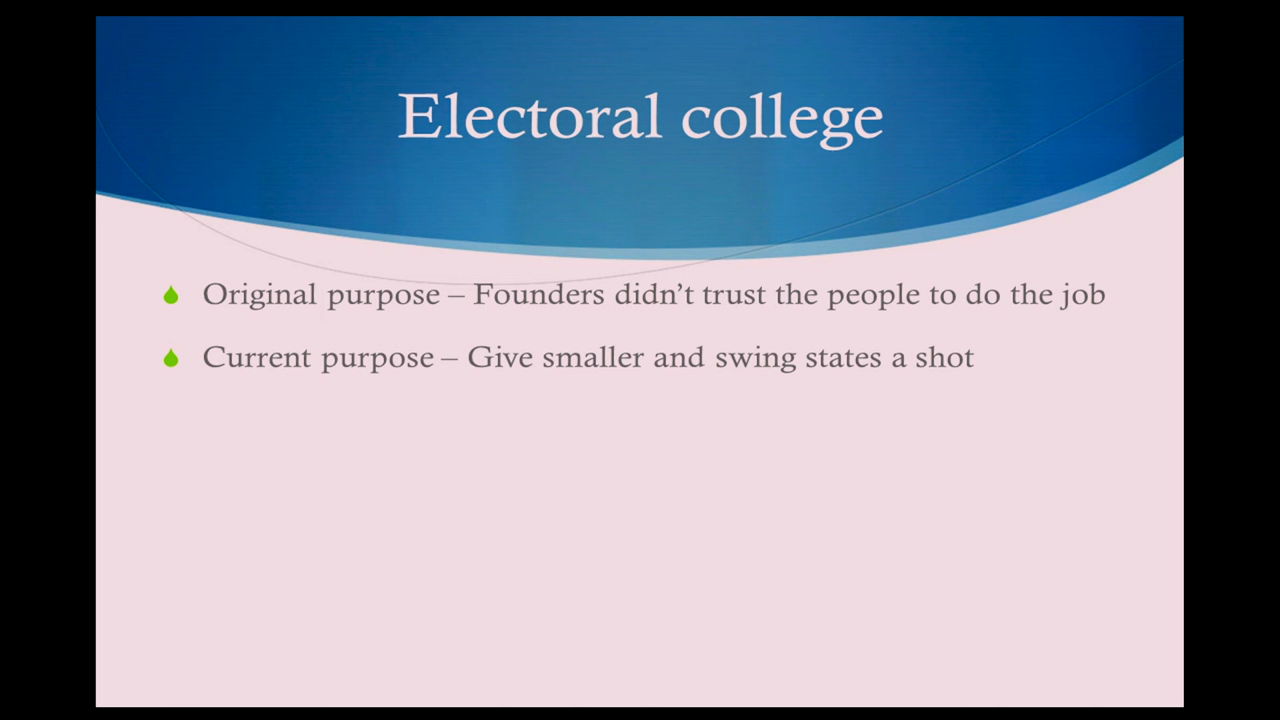 Electoral college
Original purpose – Founders didn’t trust the people to do the job
Current purpose – Give smaller and swing states a shot